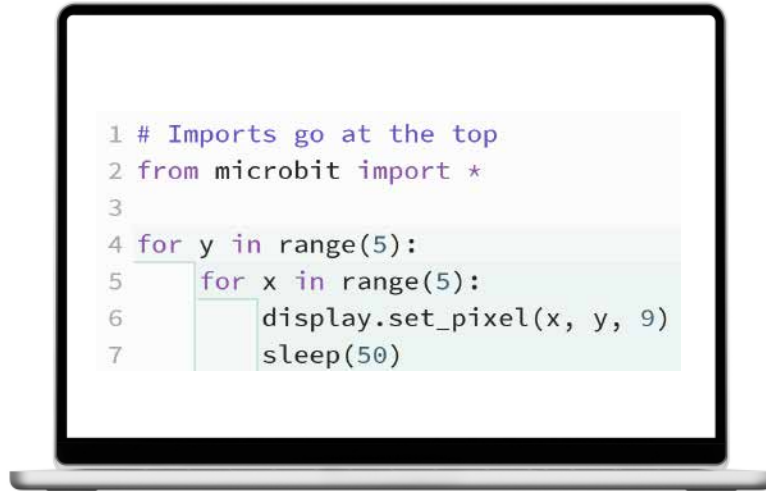 1 # Imports go at the top
2 from microbit import *
3
4 for y in range(5):
5     for x in range(5):
6         display.set_pixel(x, y, 9)
7         sleep(50)